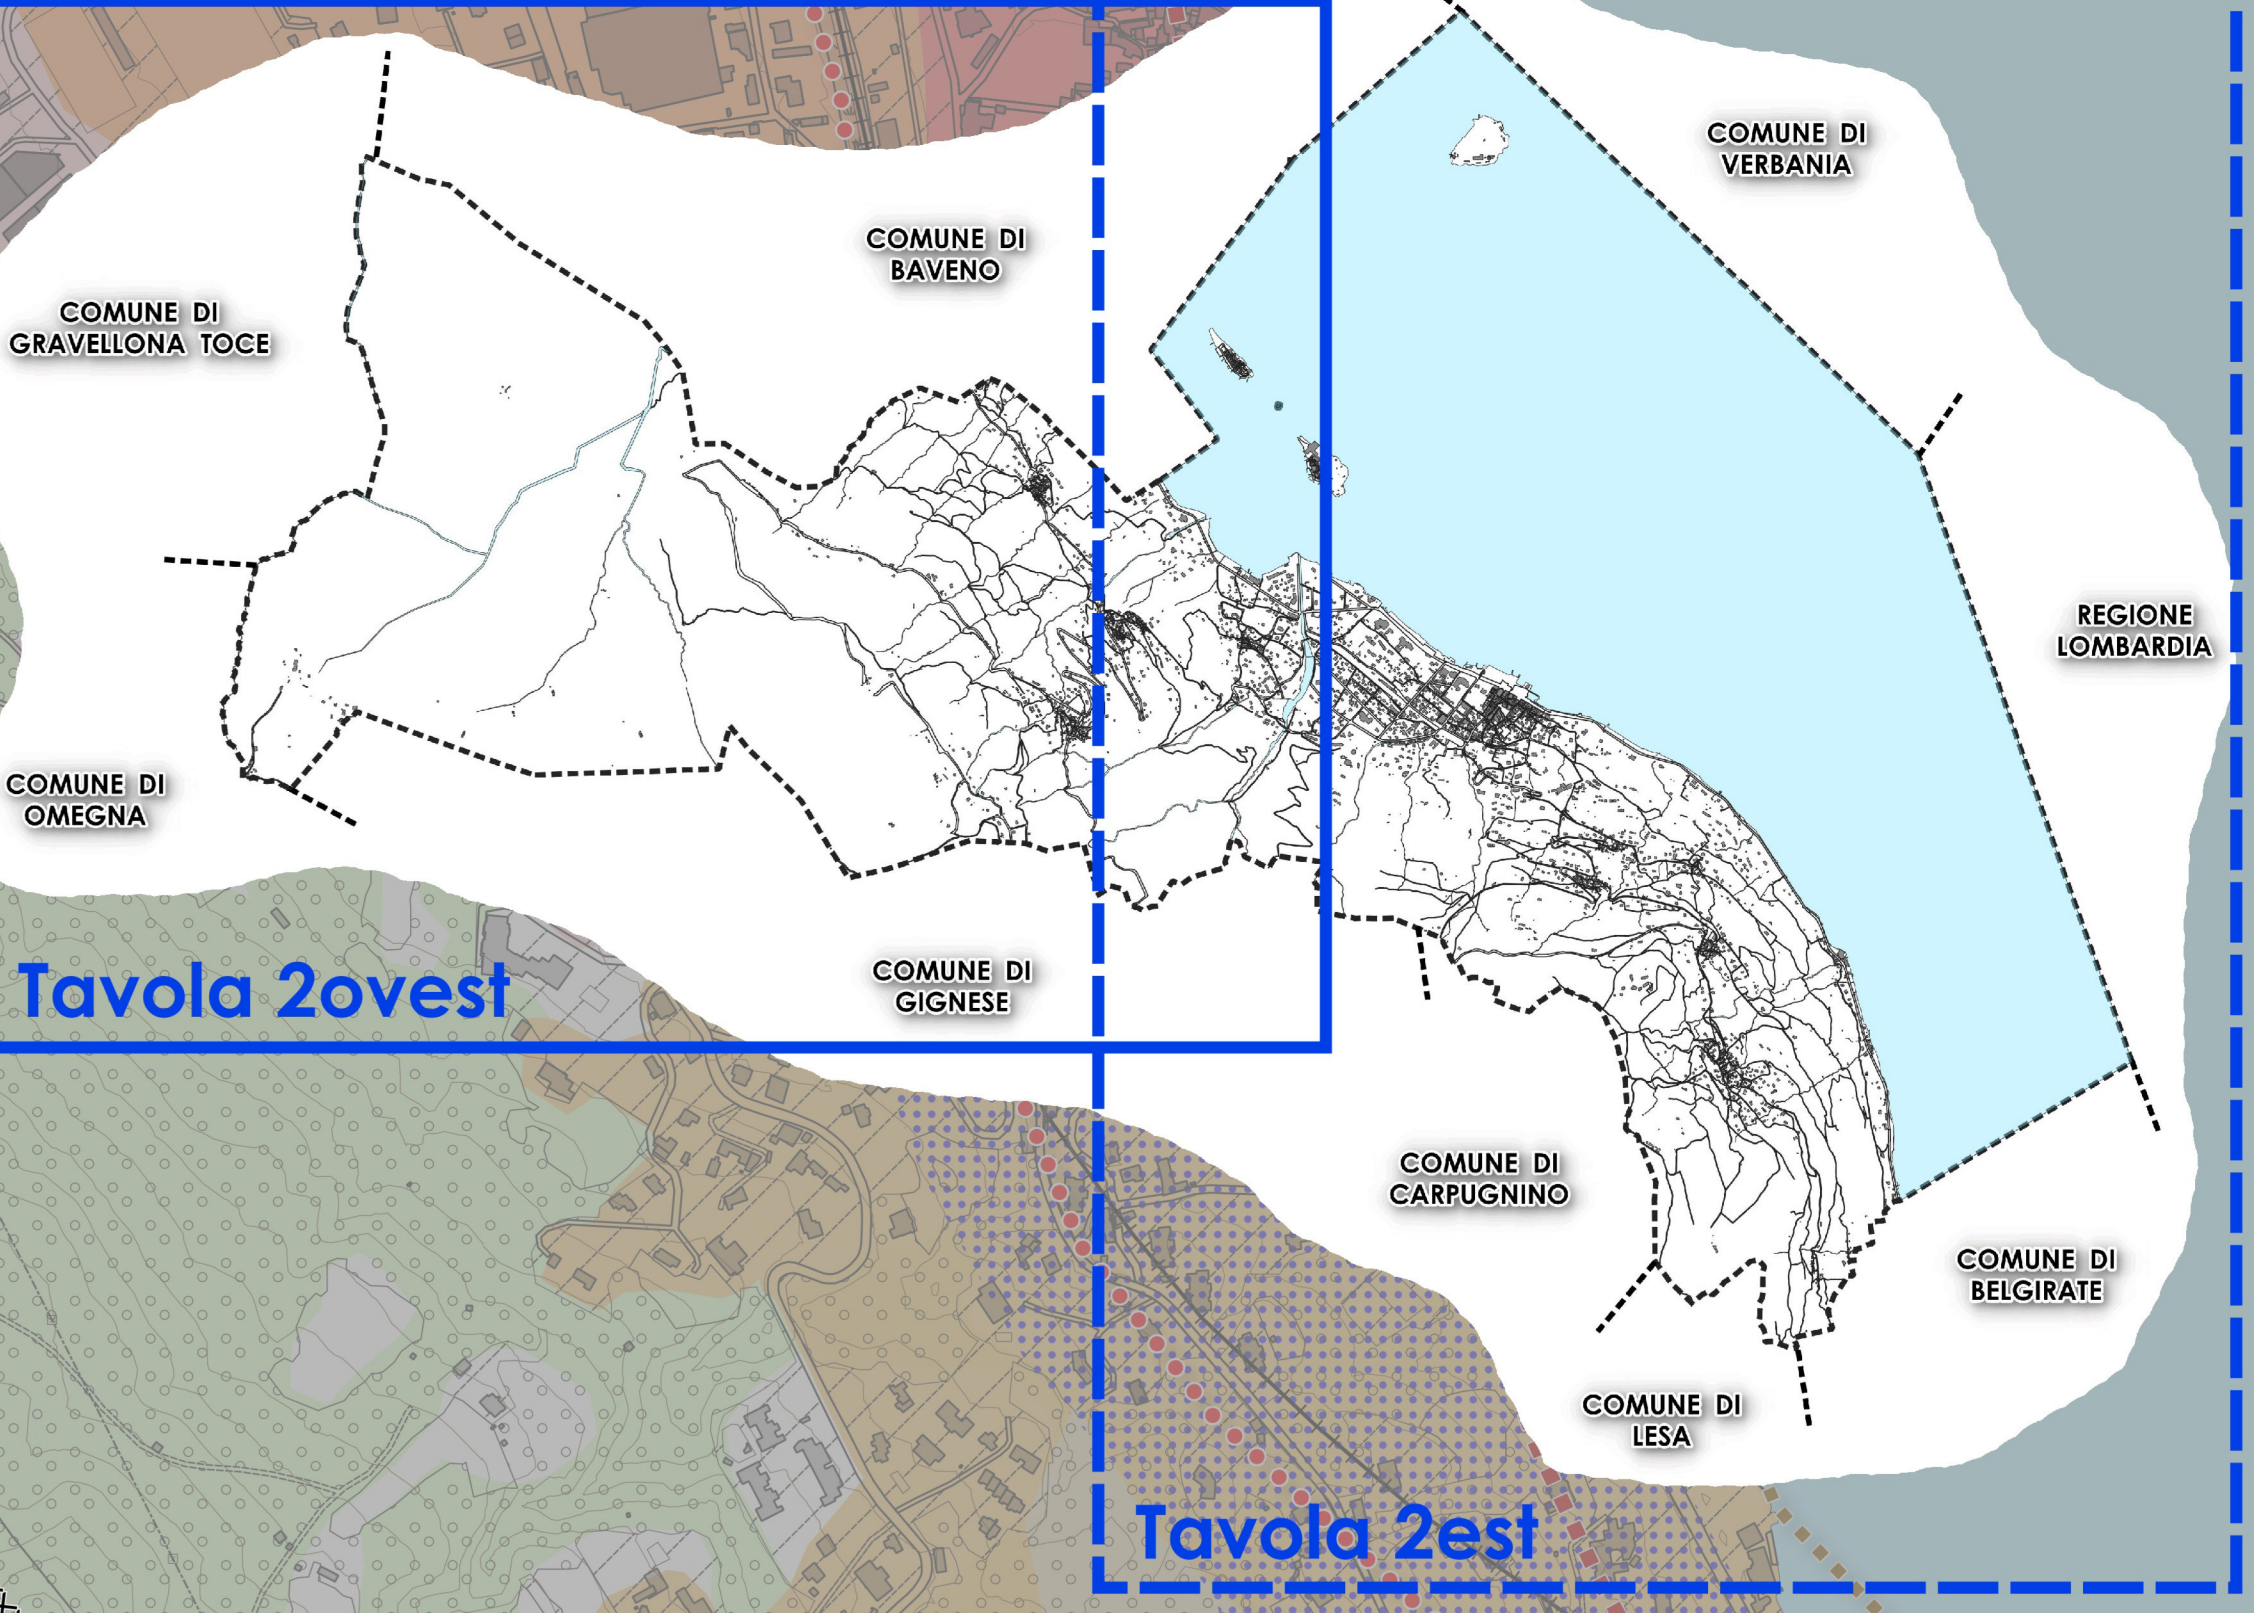 COMUNE DI
VERBANIA
COMUNE DI
BAVENO
COMUNE DI
GRAVELLONA TOCE
REGIONE
LOMBARDIA
COMUNE DI
OMEGNA
COMUNE DI
GIGNESE
Tavola 2ovest
COMUNE DI
CARPUGNINO
COMUNE DI
BELGIRATE
COMUNE DI
LESA
Tavola 2est